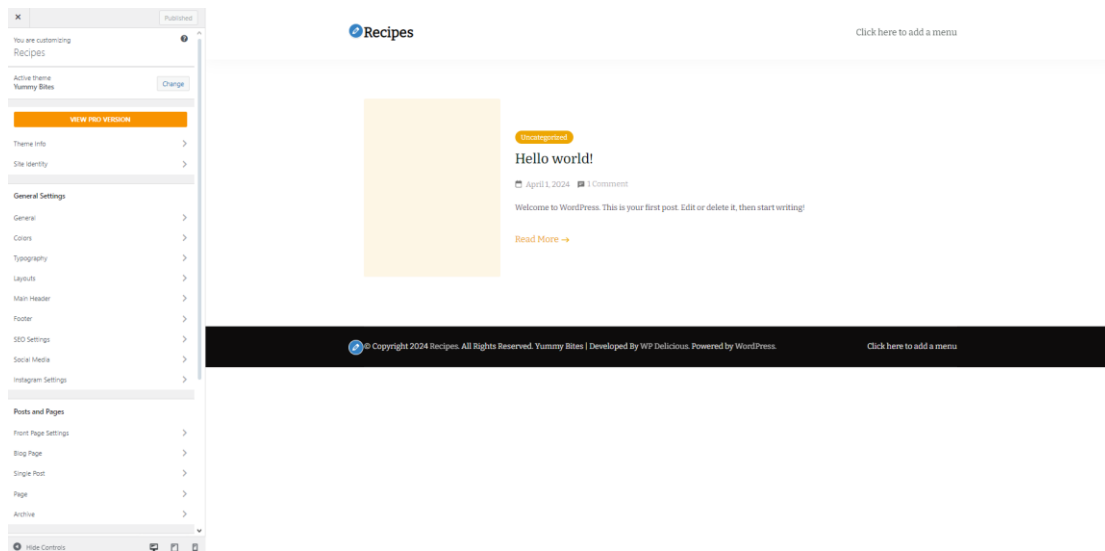 Published
You are customizing
Recipes
Active theme
Yummy Bites
Change
VIEW PRO VERSION
Theme Info
Site Identity
General Settings
General
Colors
Typography
Layouts
Main Header
Footer
SEO Settings
Social Media
Instagram Settings
Posts and Pages
Front Page Settings
Blog Page
Single Post
Page
Archive
Hide Controls
Recipes
Click here to add a menu
Uncategorized
Hello world!
April 1, 2024 1 Comment
Welcome to WordPress. This is your first post. Edit or delete it, then start writing!
Read More →
© Copyright 2024 Recipes. All Rights Reserved. Yummy Bites | Developed By WP Delicious. Powered by WordPress.
Click here to add a menu